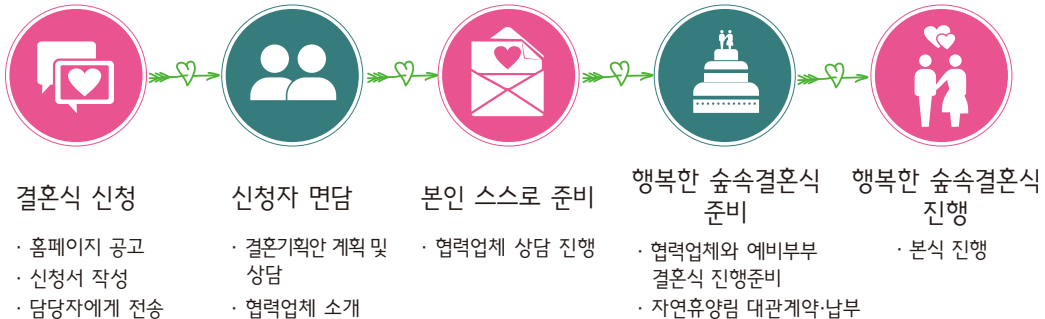 결혼식 신청
· 홈페이지 공고
· 신청서 작성
· 담당자에게 전송
신청자 면담
· 결혼기획안 계획 및
상담
· 협력업체 소개
본인 스스로 준비
· 협력업체 상담 진행
행복한 숲속결혼식
준비
· 협력업체와 예비부부
결혼식 진행준비
· 자연휴양림 대관계약·납부
행복한 숲속결혼식
진행
· 본식 진행